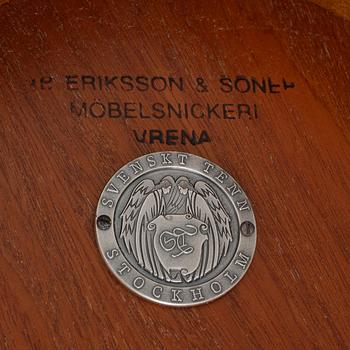 ERIKSSON & SÖNER
MÖBELSNICKERI
VRENA
SVENSKT TENN
STOCKHOLM